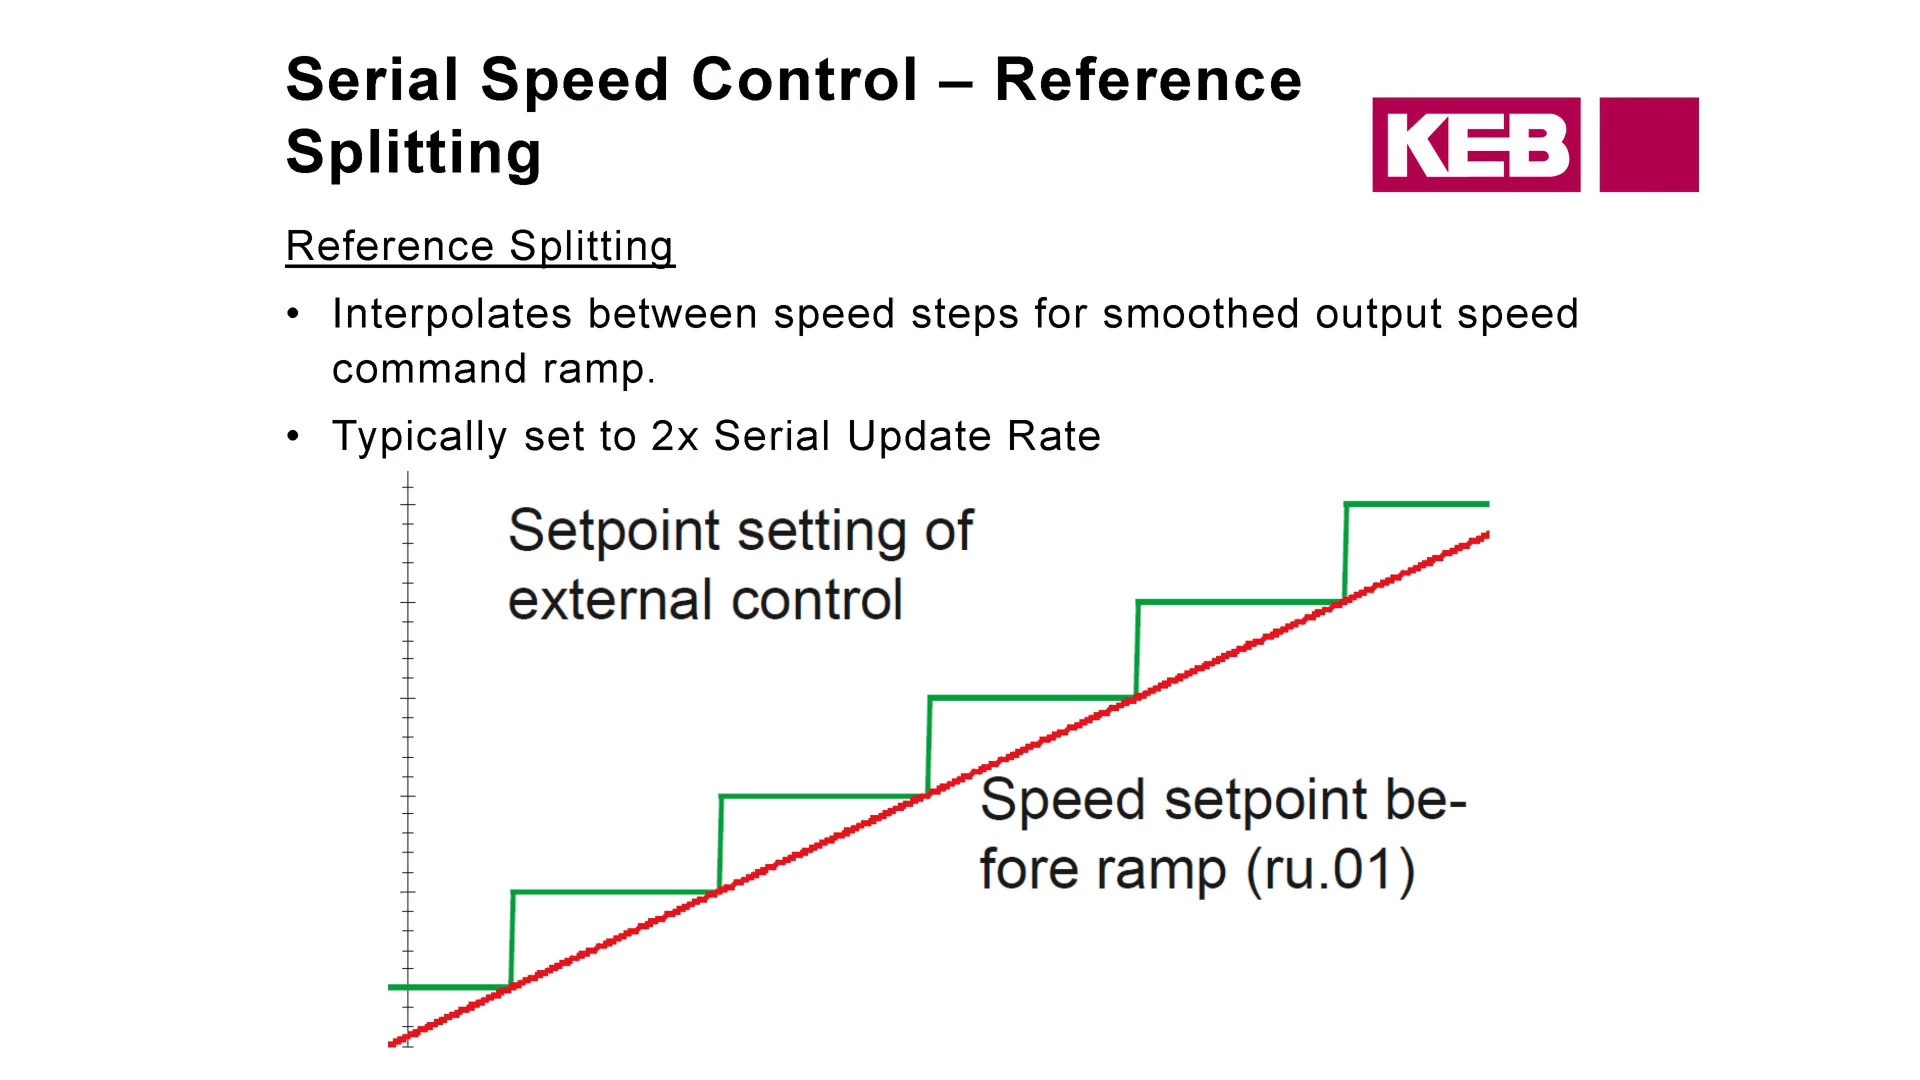 Serial Speed Control – Reference
Splitting
KEB
Reference Splitting
• Interpolates between speed steps for smoothed output speed
command ramp.
• Typically set to 2x Serial Update Rate
Setpoint setting of
external control
Speed setpoint be-
fore ramp (ru.01)